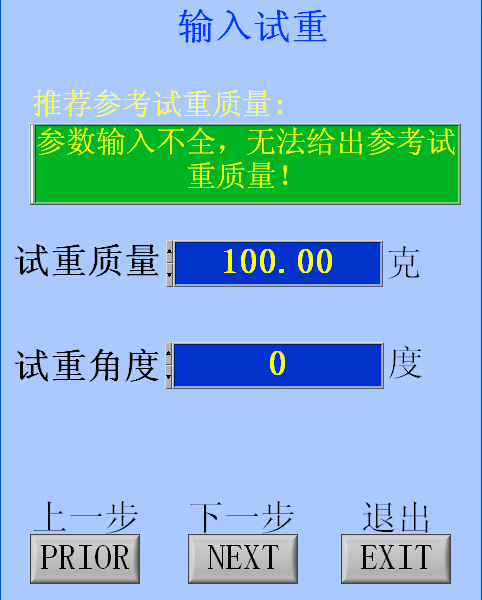 输入试重
推荐参考试重质量:
参数输入不全，无法给出参考试
重质量！
试重质量 100.00 克
试重角度 0 度
上一步 下一步 退出
PRIOR NEXT EXIT